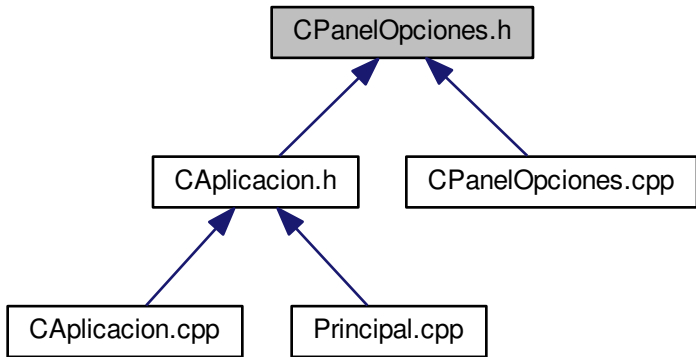 CPanelOpciones.h
CAplicacion.h
CPanelOpciones.cpp
CAplicacion.cpp
Principal.cpp